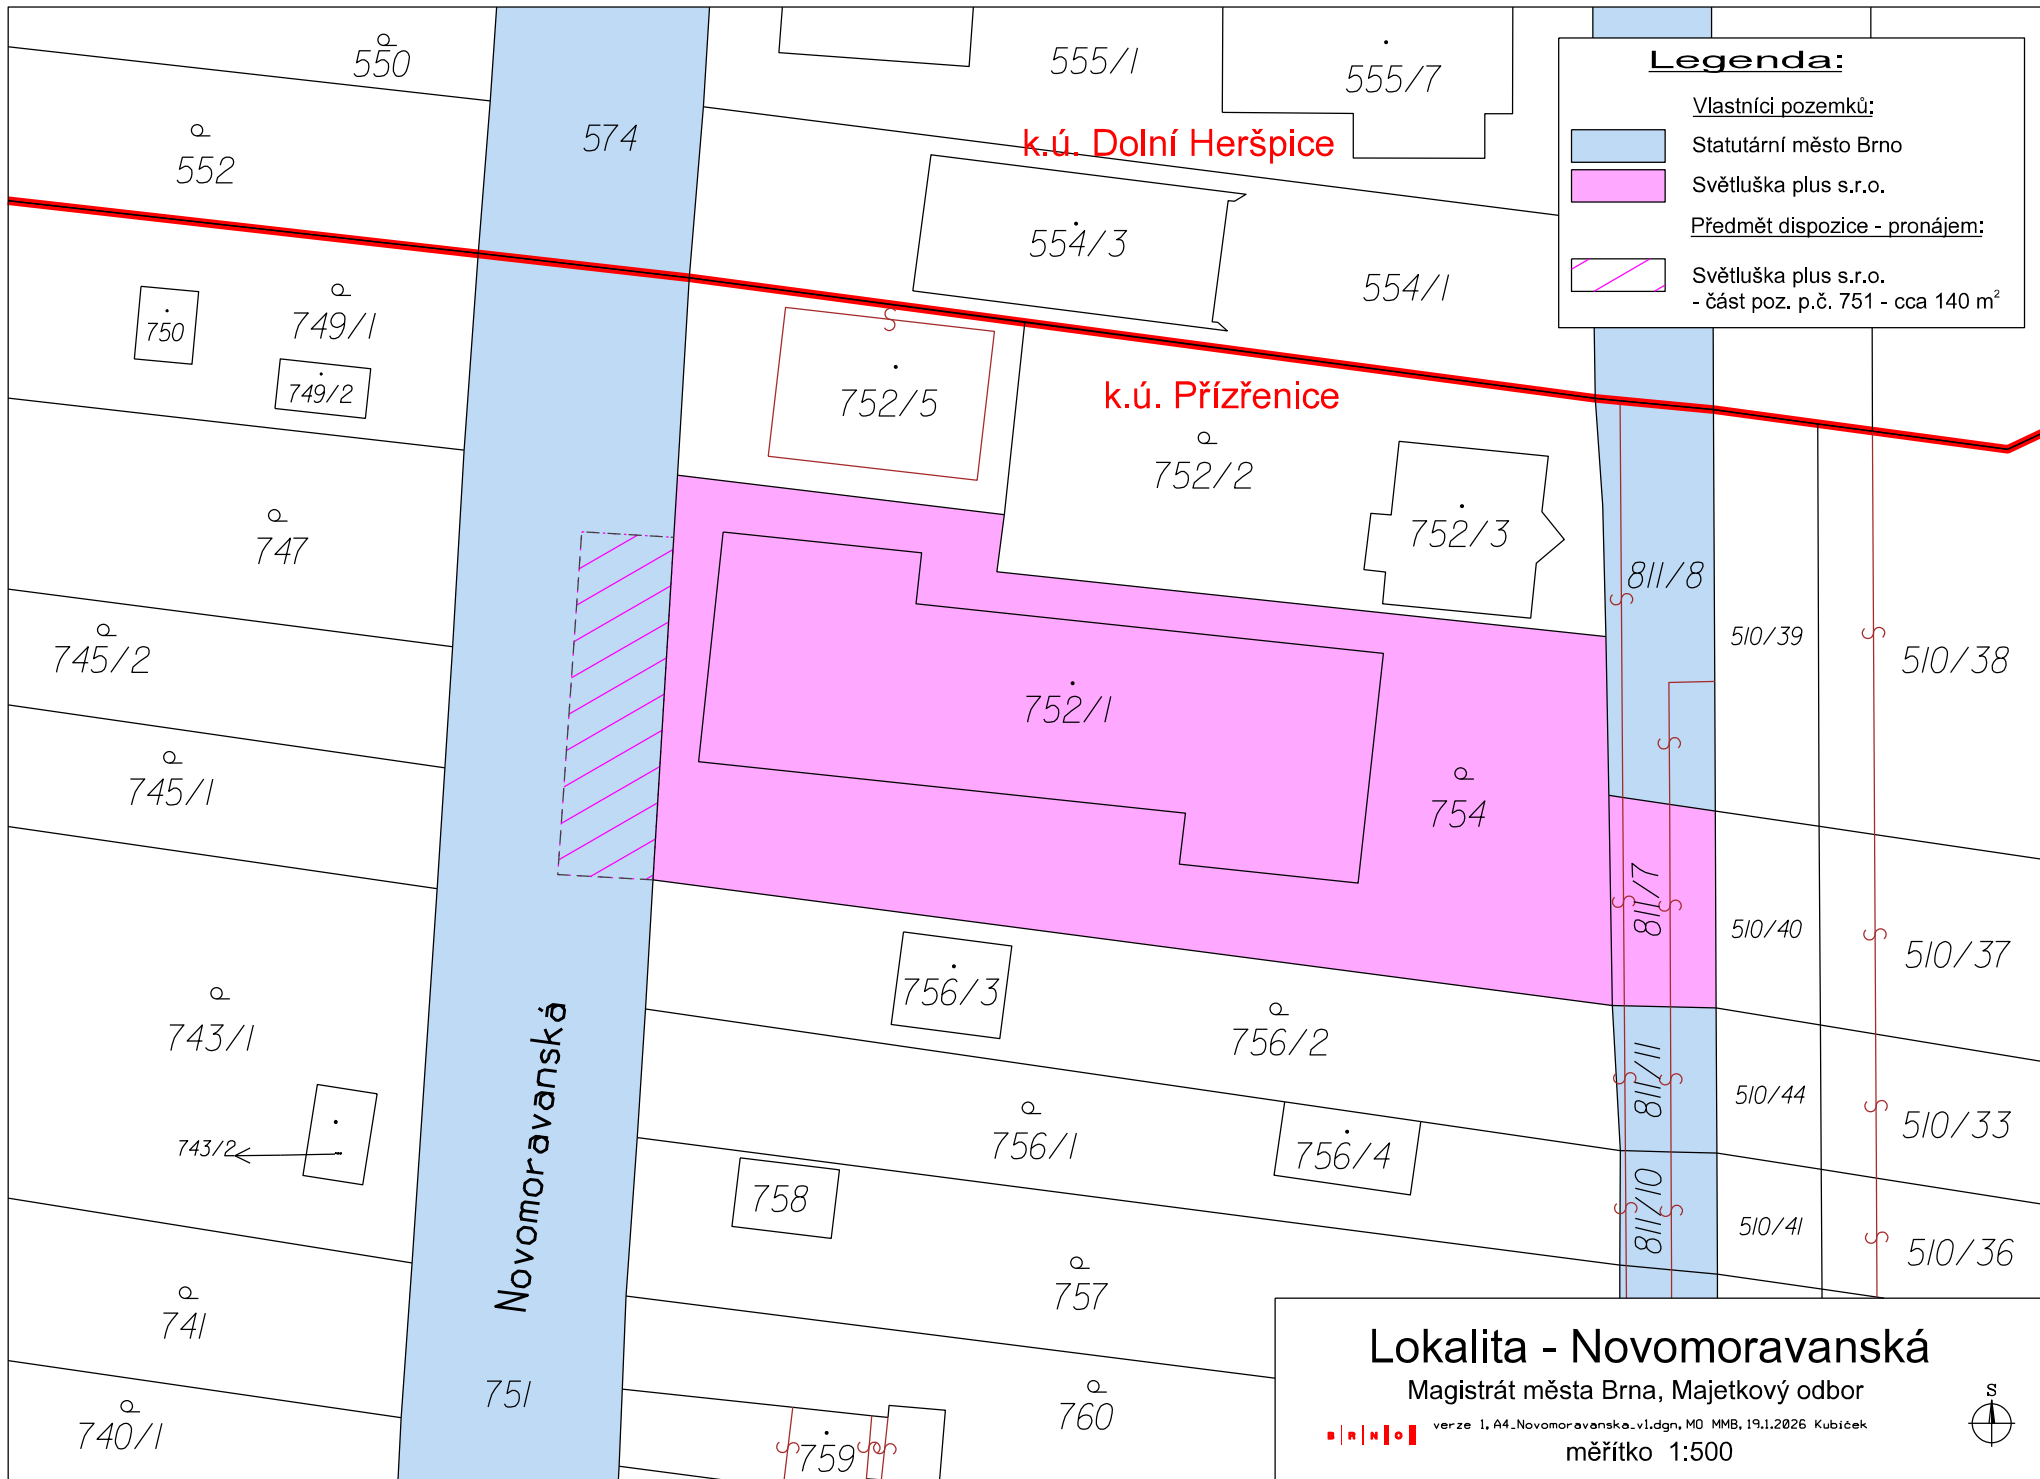 550
555/1
555/7
552
574
k.ú. Dolní Heršpice
554/3
554/1
Legenda:
Vlastníci pozemků:
Statutární město Brno
Světluška plus s.r.o.
Předmět dispozice - pronájem:
Světluška plus s.r.o.
- část poz. p.č. 751 - cca 140 m²
750
749/1
749/2
752/5
k.ú. Přízřenice
752/2
752/3
747
811/8
745/2
510/39
510/38
752/1
745/1
754
811/7
510/40
510/37
756/3
743/1
756/2
Novomoravanská
811/11
510/44
510/33
743/2
756/1
756/4
758
811/10
510/41
510/36
741
757
751
740/1
760
759
Lokalita - Novomoravanská
Magistrát města Brna, Majetkový odbor
BRNO
verze 1, A4_Novomoravanska_v1.dgn, MO MMB, 19.1.2026 Kubíček
měřítko 1:500
S